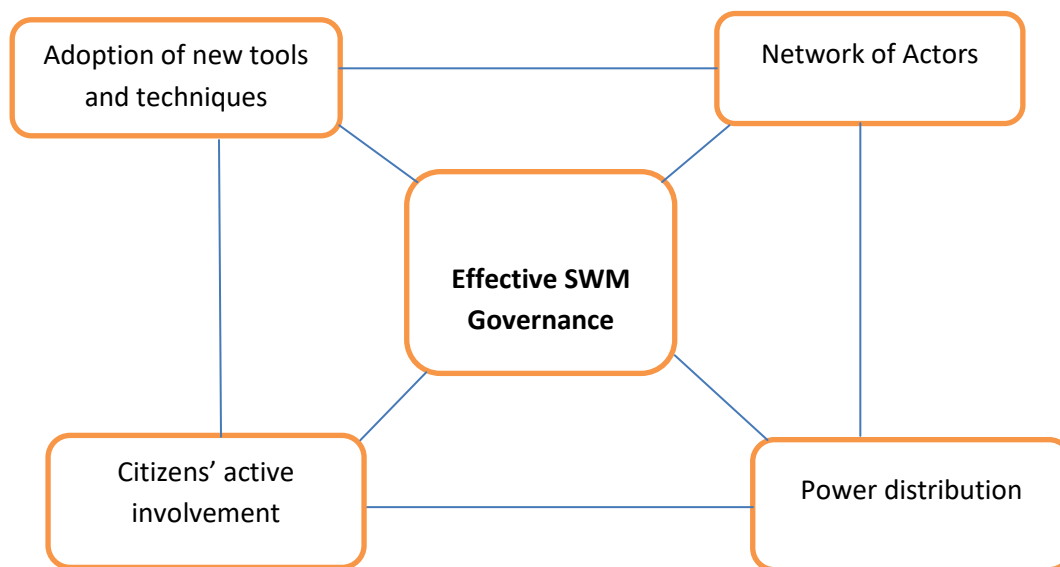 Adoption of new tools
and techniques
Network of Actors
Effective SWM
Governance
Citizens’ active
involvement
Power distribution